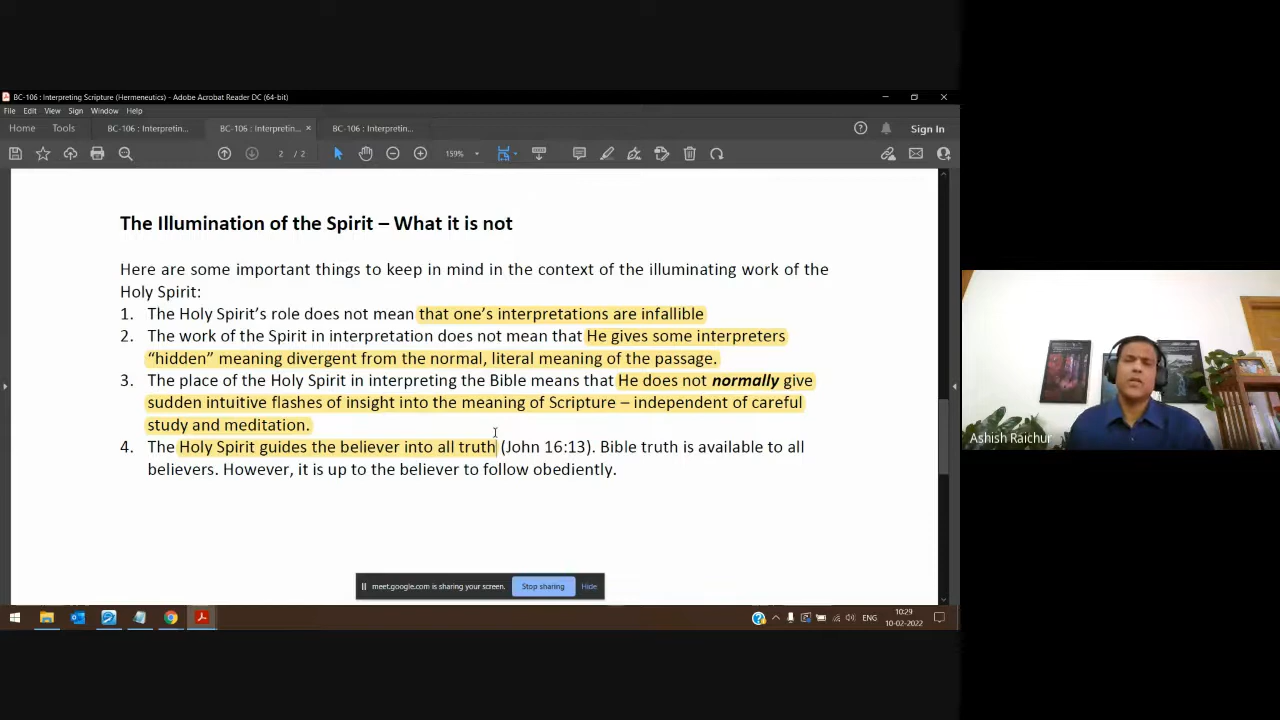 BC-106 : Interpreting Scripture (Hermeneutics) - Adobe Acrobat Reader DC (64-bit)
File Edit View Sign Window Help
Home Tools BC-106 : Interpretin... BC-106 : Interpretin... × BC-106 : Interpretin... Sign In
2 / 2 159%
The Illumination of the Spirit – What it is not
Here are some important things to keep in mind in the context of the illuminating work of the
Holy Spirit:
1. The Holy Spirit’s role does not mean that one’s interpretations are infallible
2. The work of the Spirit in interpretation does not mean that He gives some interpreters
“hidden” meaning divergent from the normal, literal meaning of the passage.
3. The place of the Holy Spirit in interpreting the Bible means that He does not normally give
sudden intuitive flashes of insight into the meaning of Scripture – independent of careful
study and meditation.
4. The Holy Spirit guides the believer into all truth (John 16:13). Bible truth is available to all
believers. However, it is up to the believer to follow obediently.
Ashish Raichur
meet.google.com is sharing your screen. Stop sharing Hide
ENG
10:29
10-02-2022